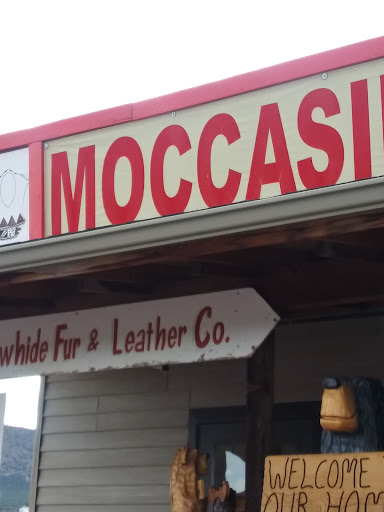 MOCCASI
whide Fur & Leather Co.
WELCOME
OUR HOM